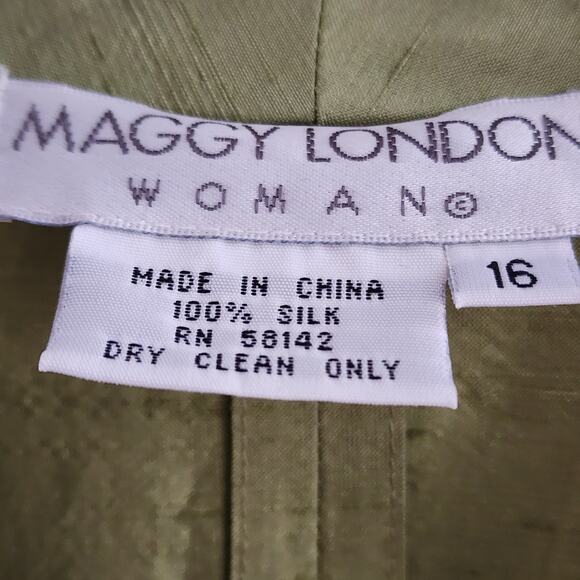 MAGGY LONDON
WOMAN©
16
MADE IN CHINA
100% SILK
RN 58142
DRY CLEAN ONLY